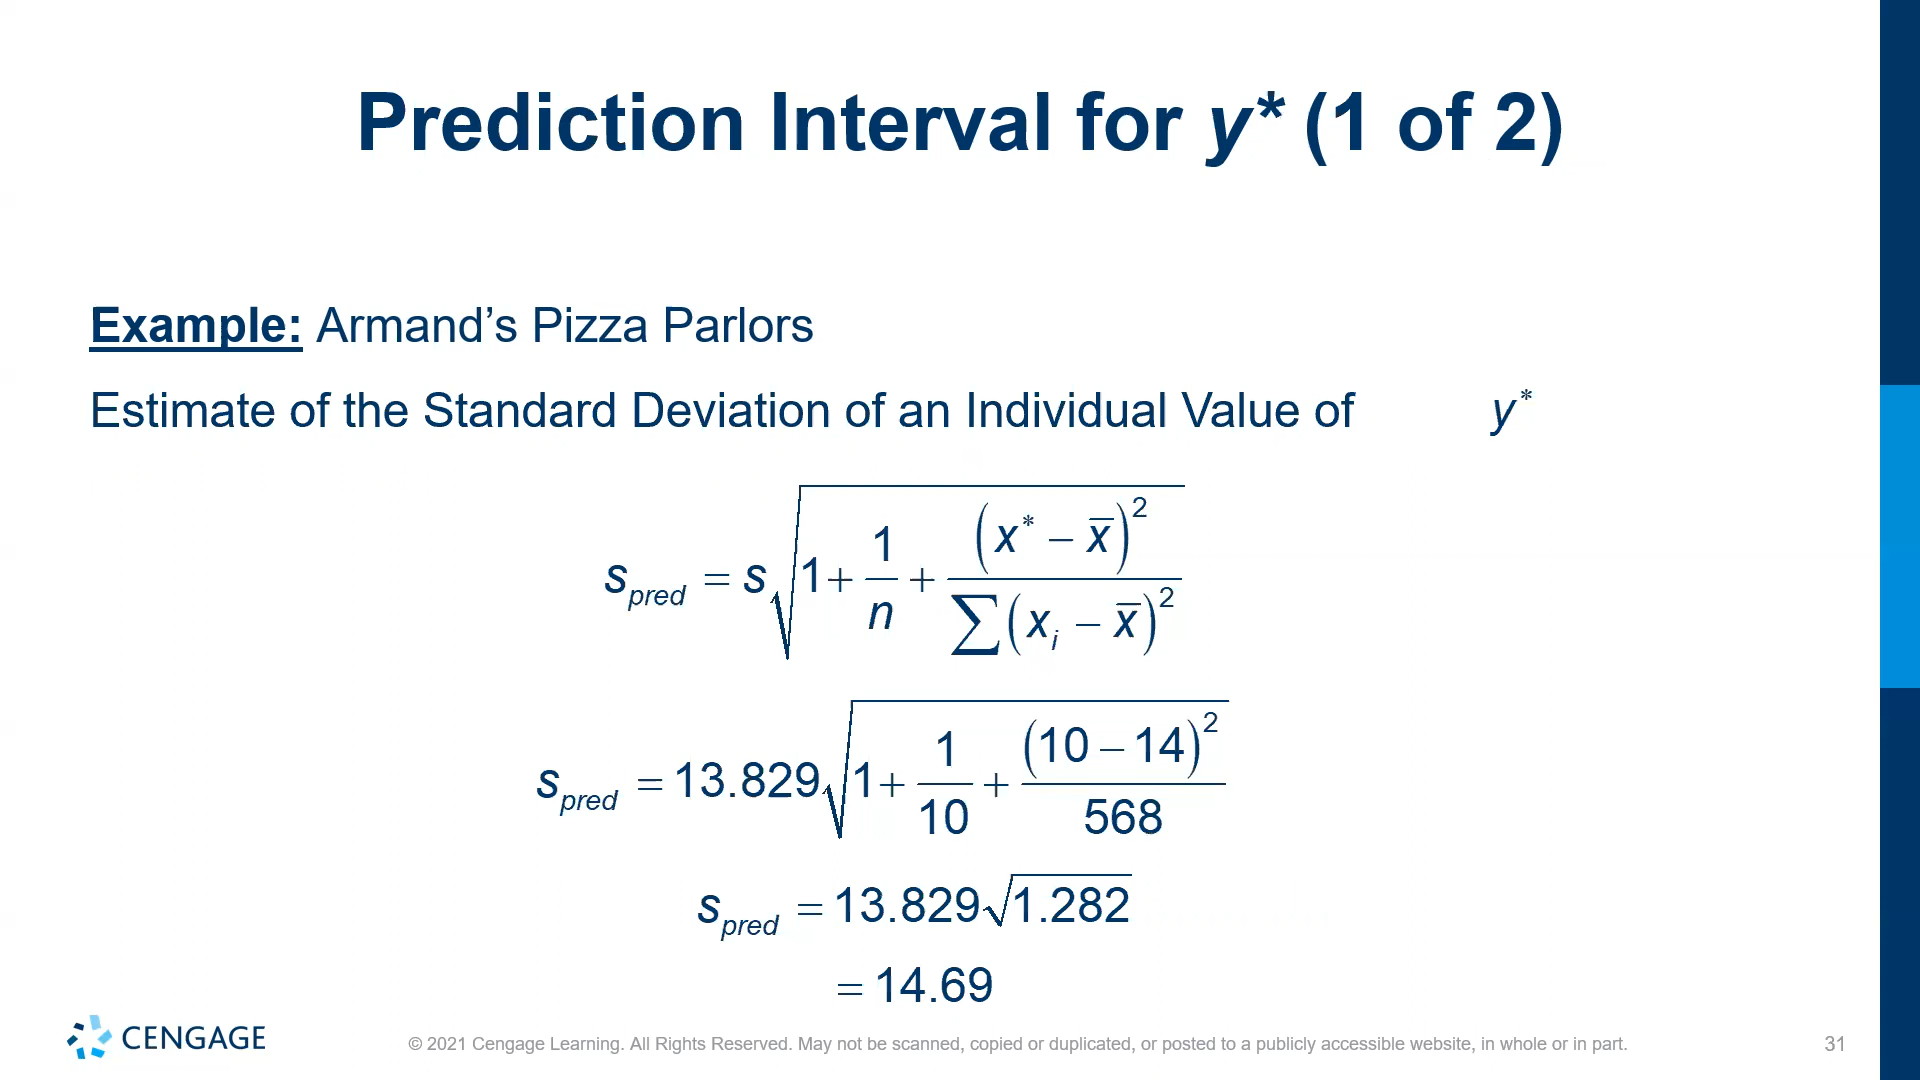 Prediction Interval for y* (1 of 2)
Example: Armand’s Pizza Parlors
Estimate of the Standard Deviation of an Individual Value of y*
s_pred = s√(1 + 1/n + (x* − x̅)²/∑(x_i − x̅)²)
s_pred = 13.829√(1 + 1/10 + (10 − 14)²/568)
s_pred = 13.829√1.282
= 14.69
CENGAGE
© 2021 Cengage Learning. All Rights Reserved. May not be scanned, copied or duplicated, or posted to a publicly accessible website, in whole or in part.
31